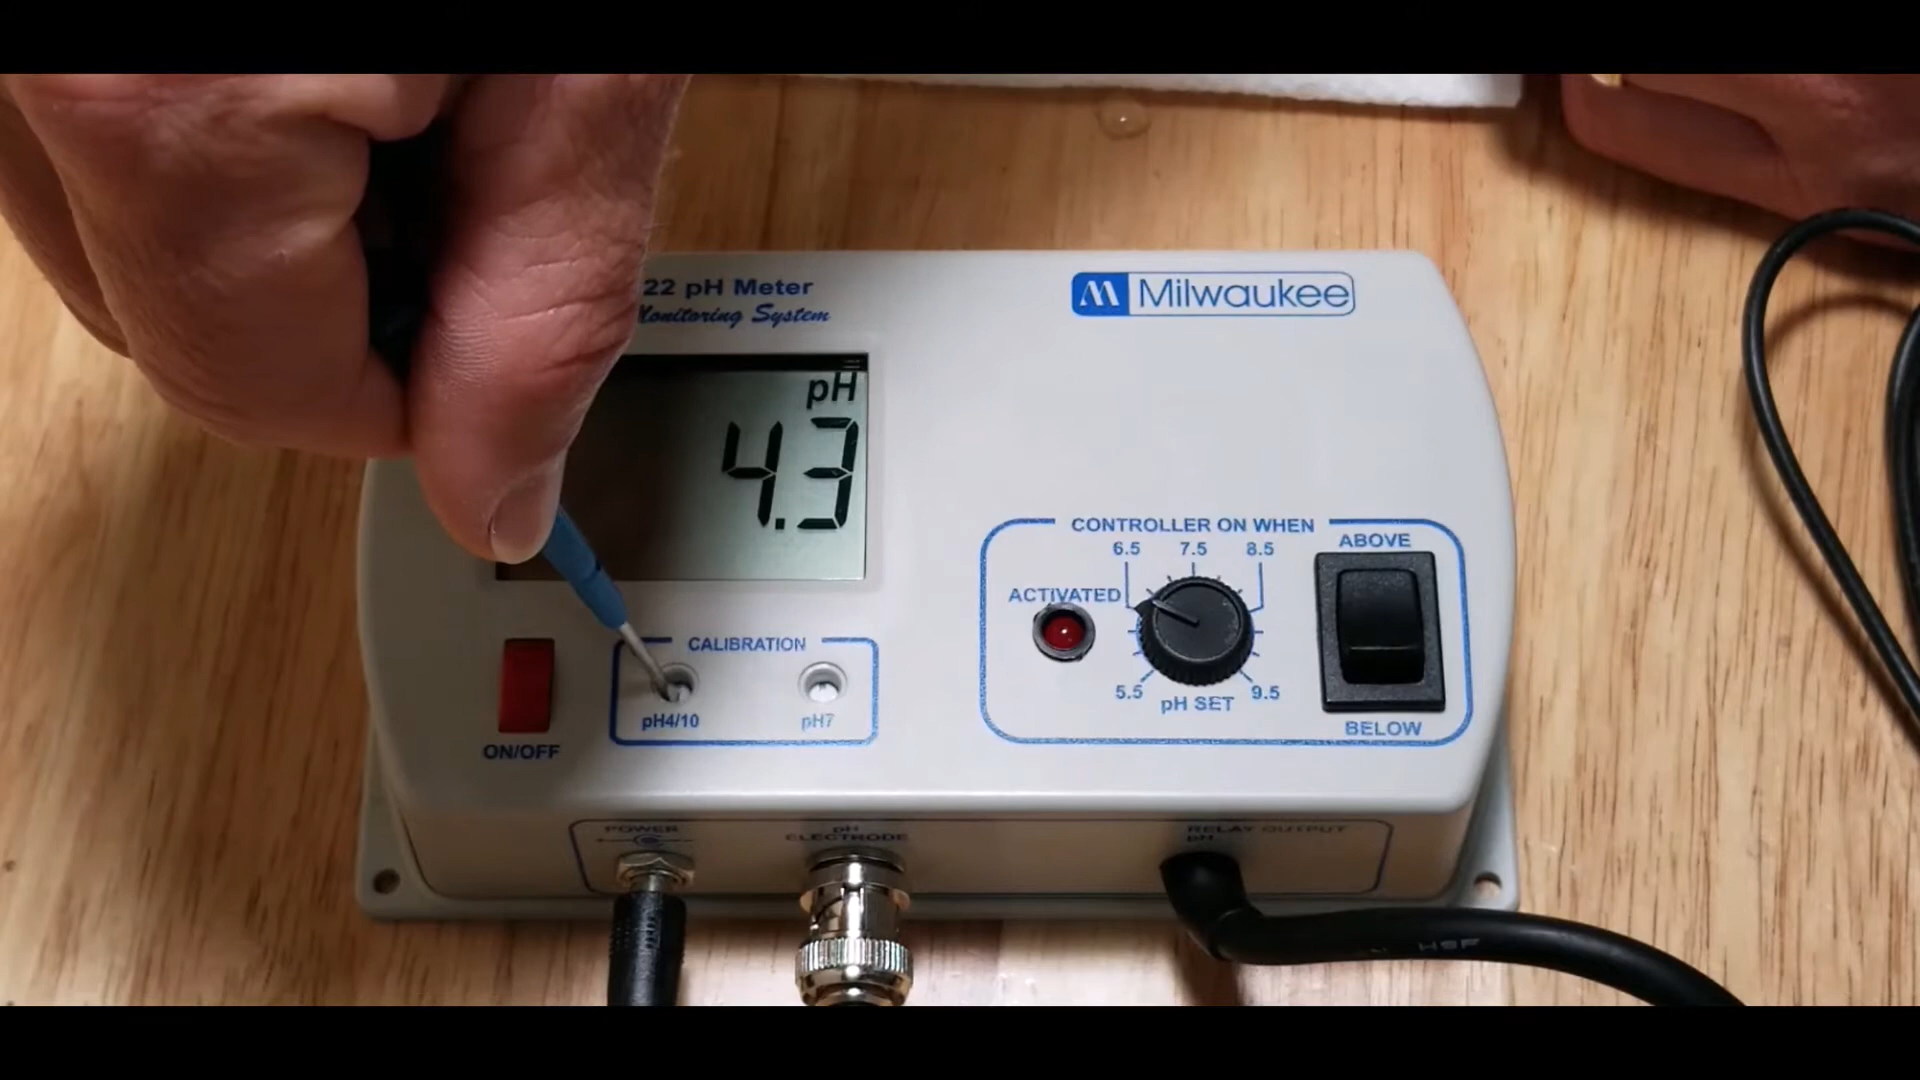 22 pH Meter
Monitoring System
Milwaukee
pH
4.3
CONTROLLER ON WHEN
6.5 7.5 8.5
ABOVE
ACTIVATED
CALIBRATION
5.5 9.5
pH SET
pH4/10 pH7
BELOW
ON/OFF
POWER
pH
ELECTRODE
RELAY OUTPUT
pH
HSF